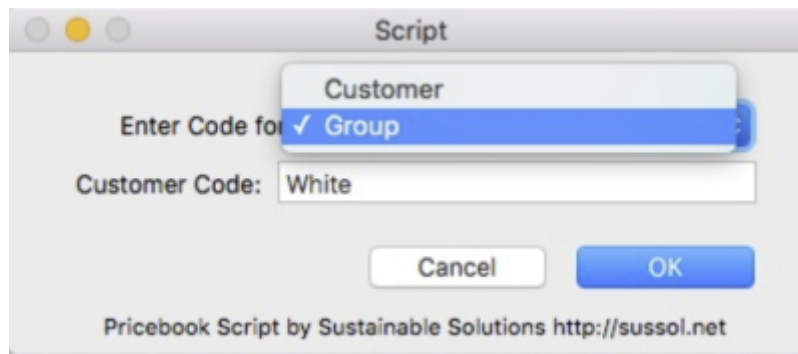 Script
Customer
Enter Code for ✓ Group
Customer Code: White
Cancel OK
Pricebook Script by Sustainable Solutions http://sussol.net